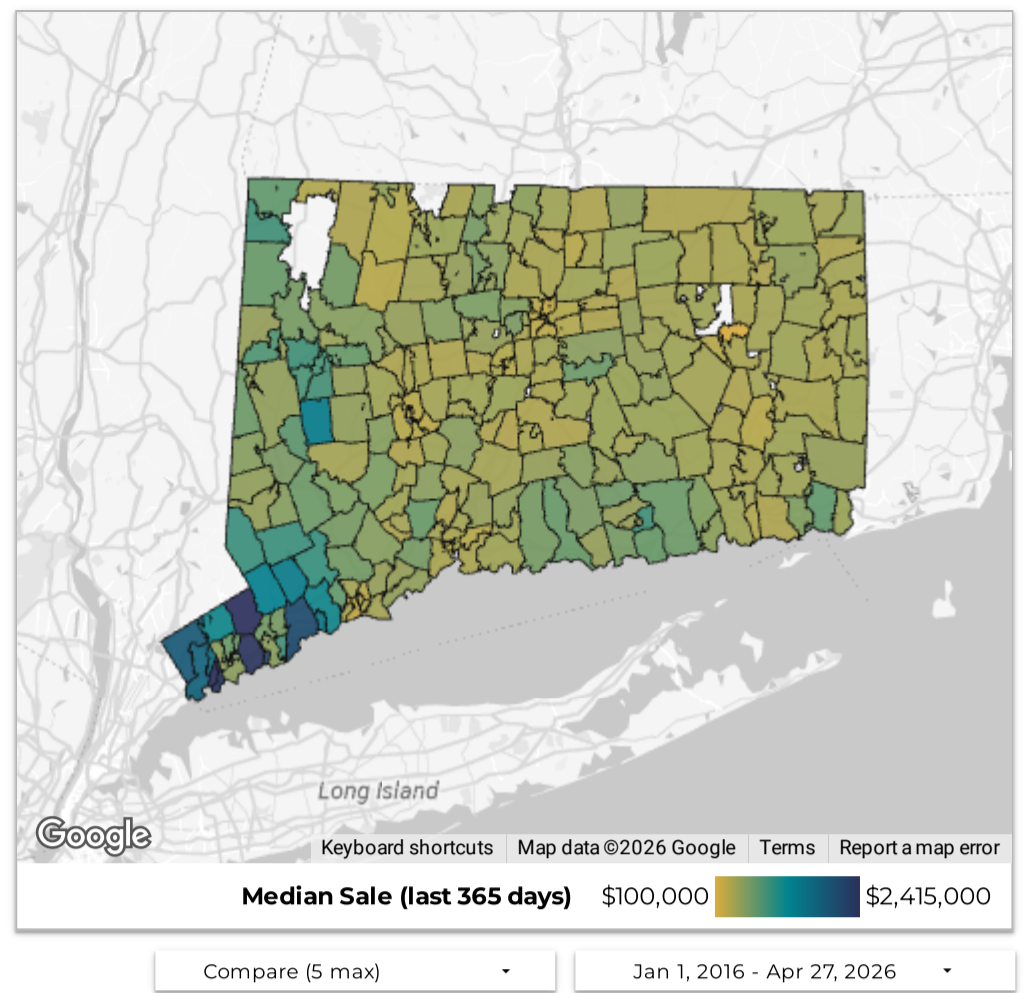 Long Island
Google
Keyboard shortcuts
Map data ©2026 Google
Terms
Report a map error
Median Sale (last 365 days)
$100,000
$2,415,000
Compare (5 max)
Jan 1, 2016 - Apr 27, 2026